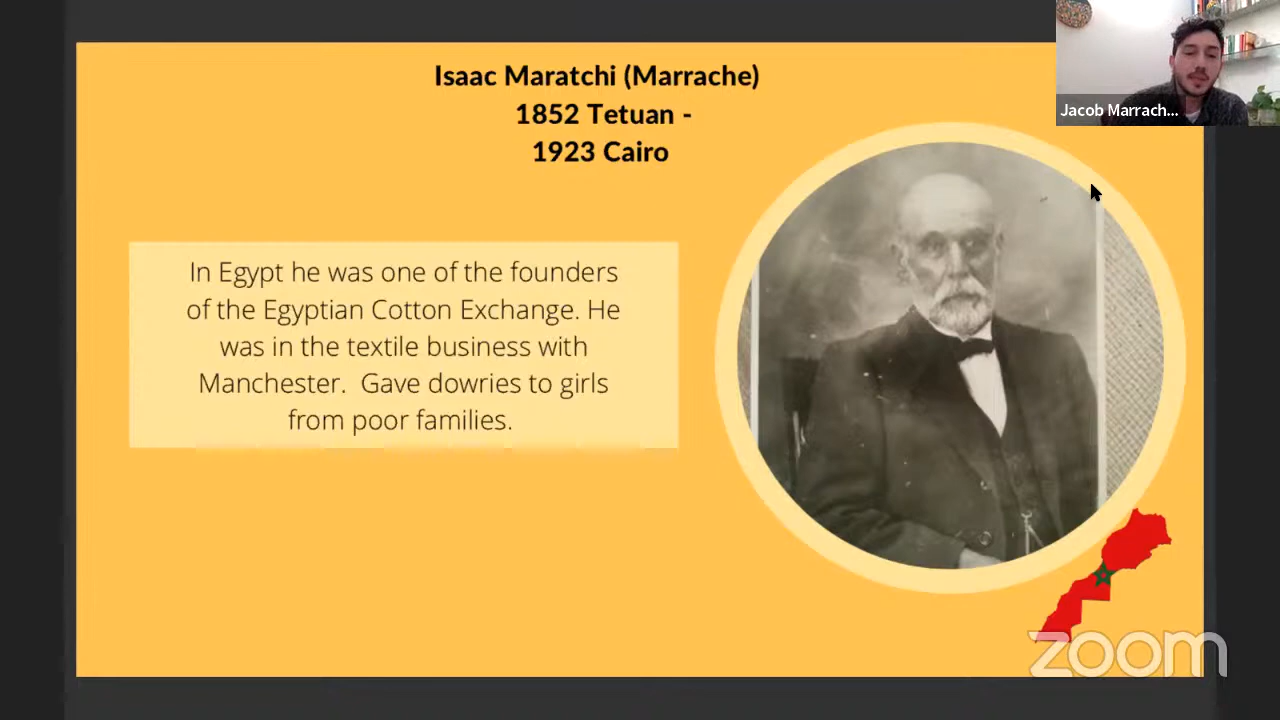 Isaac Maratchi (Marrache)
1852 Tetuan -
1923 Cairo
Jacob Marrach...
In Egypt he was one of the founders
of the Egyptian Cotton Exchange. He
was in the textile business with
Manchester.  Gave dowries to girls
from poor families.
zoom